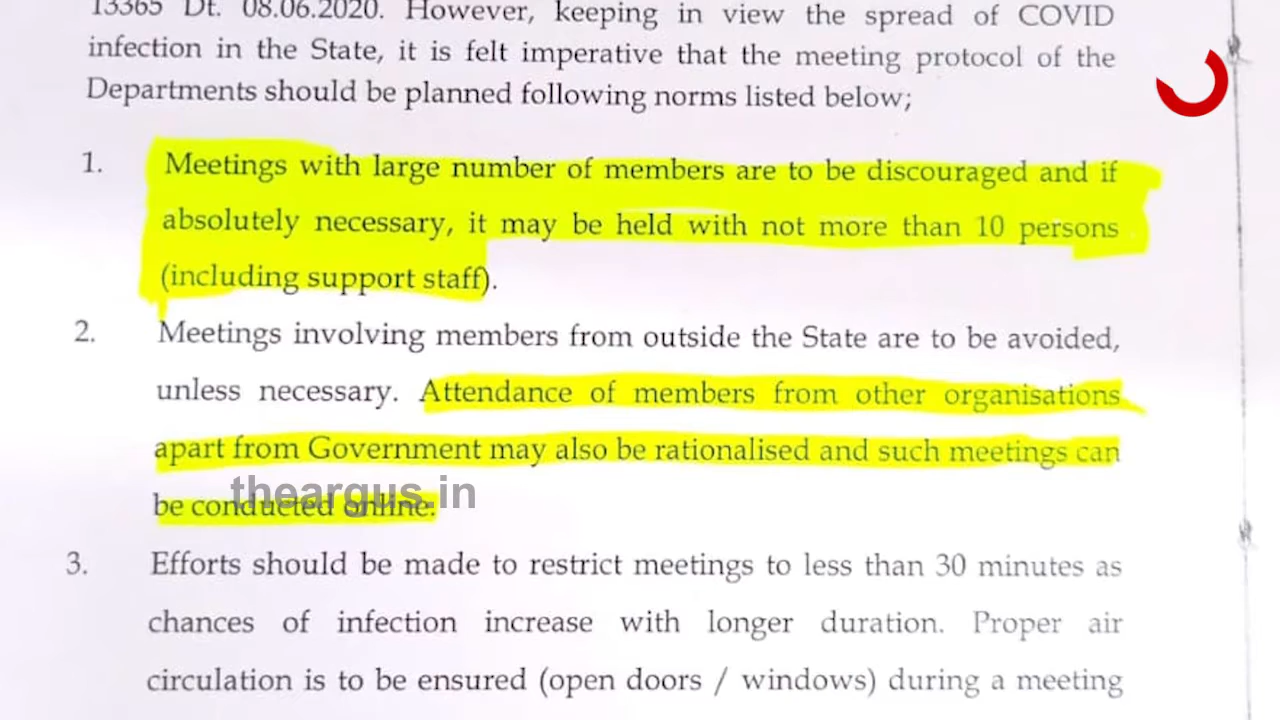 13365 Dt. 08.06.2020. However, keeping in view the spread of COVID
infection in the State, it is felt imperative that the meeting protocol of the
Departments should be planned following norms listed below;
1. Meetings with large number of members are to be discouraged and if
absolutely necessary, it may be held with not more than 10 persons
(including support staff).
2. Meetings involving members from outside the State are to be avoided,
unless necessary. Attendance of members from other organisations
apart from Government may also be rationalised and such meetings can
be conducted online.
theargus.in
3. Efforts should be made to restrict meetings to less than 30 minutes as
chances of infection increase with longer duration. Proper air
circulation is to be ensured (open doors / windows) during a meeting